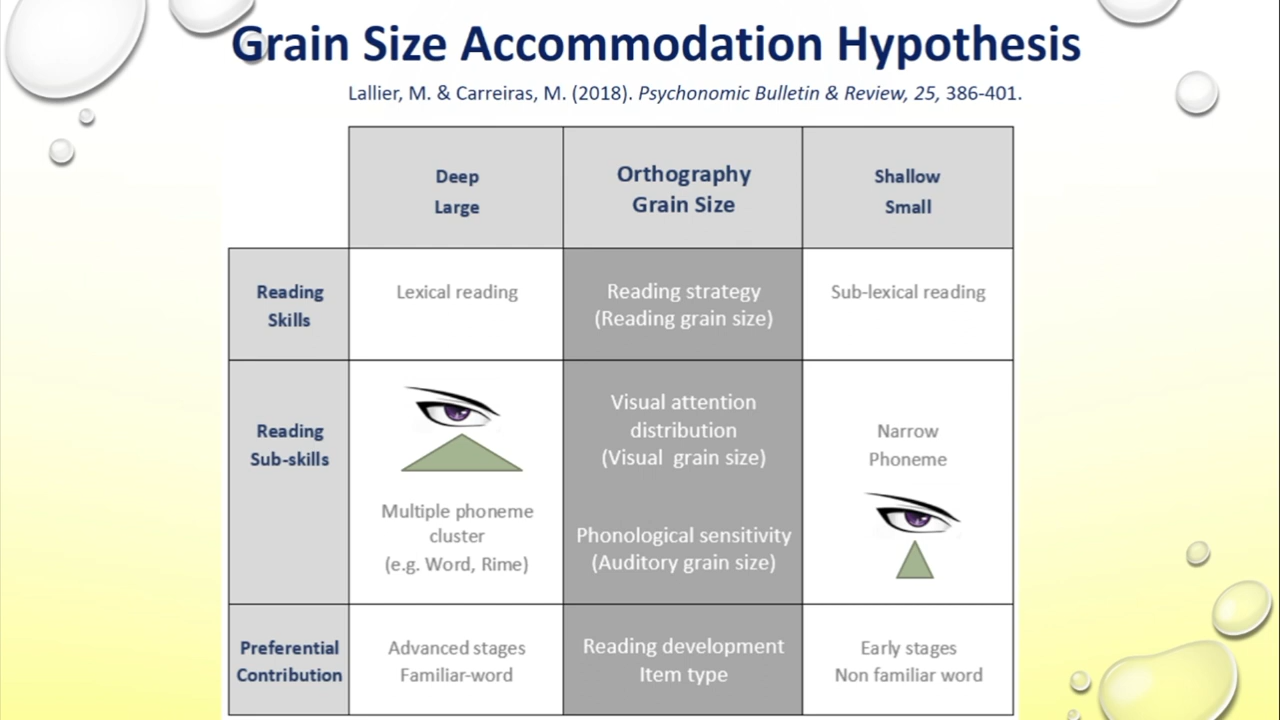 Grain Size Accommodation Hypothesis
Lallier, M. & Carreiras, M. (2018). Psychonomic Bulletin & Review, 25, 386-401.
Deep
Large
Orthography
Grain Size
Shallow
Small
Reading
Skills
Lexical reading
Reading strategy
(Reading grain size)
Sub-lexical reading
Reading
Sub-skills
Multiple phoneme
cluster
(e.g. Word, Rime)
Visual attention
distribution
(Visual grain size)
Phonological sensitivity
(Auditory grain size)
Narrow
Phoneme
Preferential
Contribution
Advanced stages
Familiar-word
Reading development
Item type
Early stages
Non familiar word